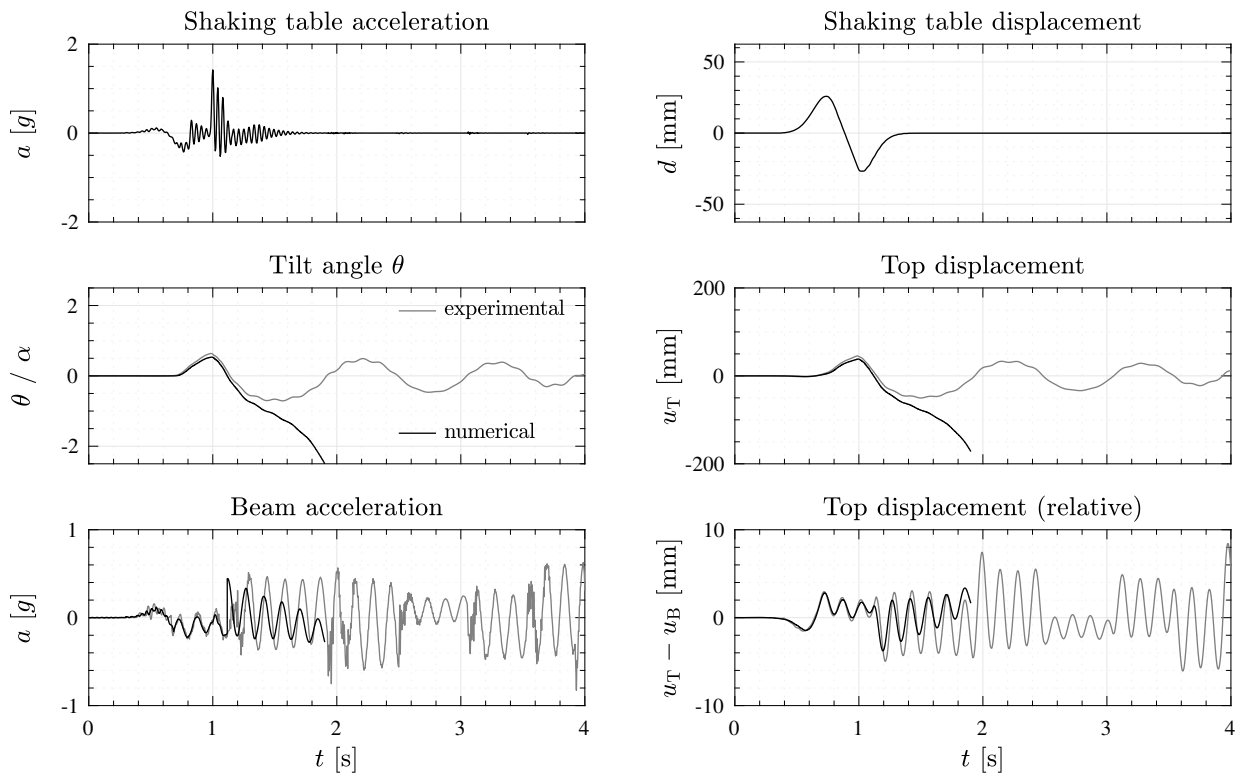 Shaking table acceleration
2
0
-2
a [g]
Shaking table displacement
50
0
-50
d [mm]
Tilt angle θ
2
0
-2
θ / α
experimental
numerical
Top displacement
200
0
-200
u_T [mm]
Beam acceleration
1
0
-1
a [g]
0 1 2 3 4
t [s]
Top displacement (relative)
10
0
-10
u_T − u_B [mm]
0 1 2 3 4
t [s]